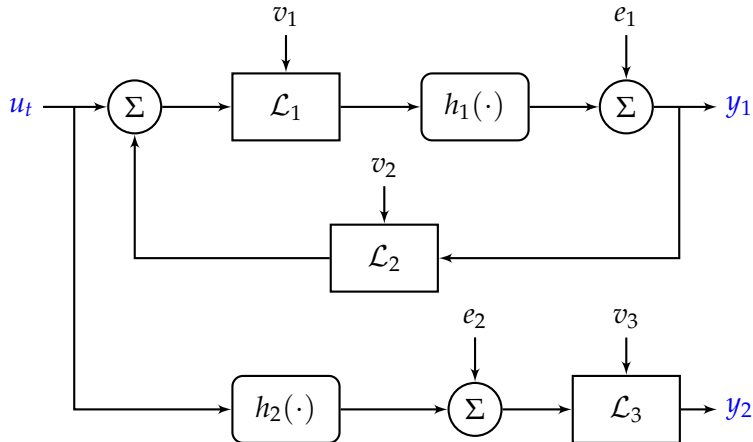 v₁ e₁
uₜ Σ ℒ₁ h₁(·) Σ y₁
v₂
ℒ₂
e₂ v₃
h₂(·) Σ ℒ₃ y₂